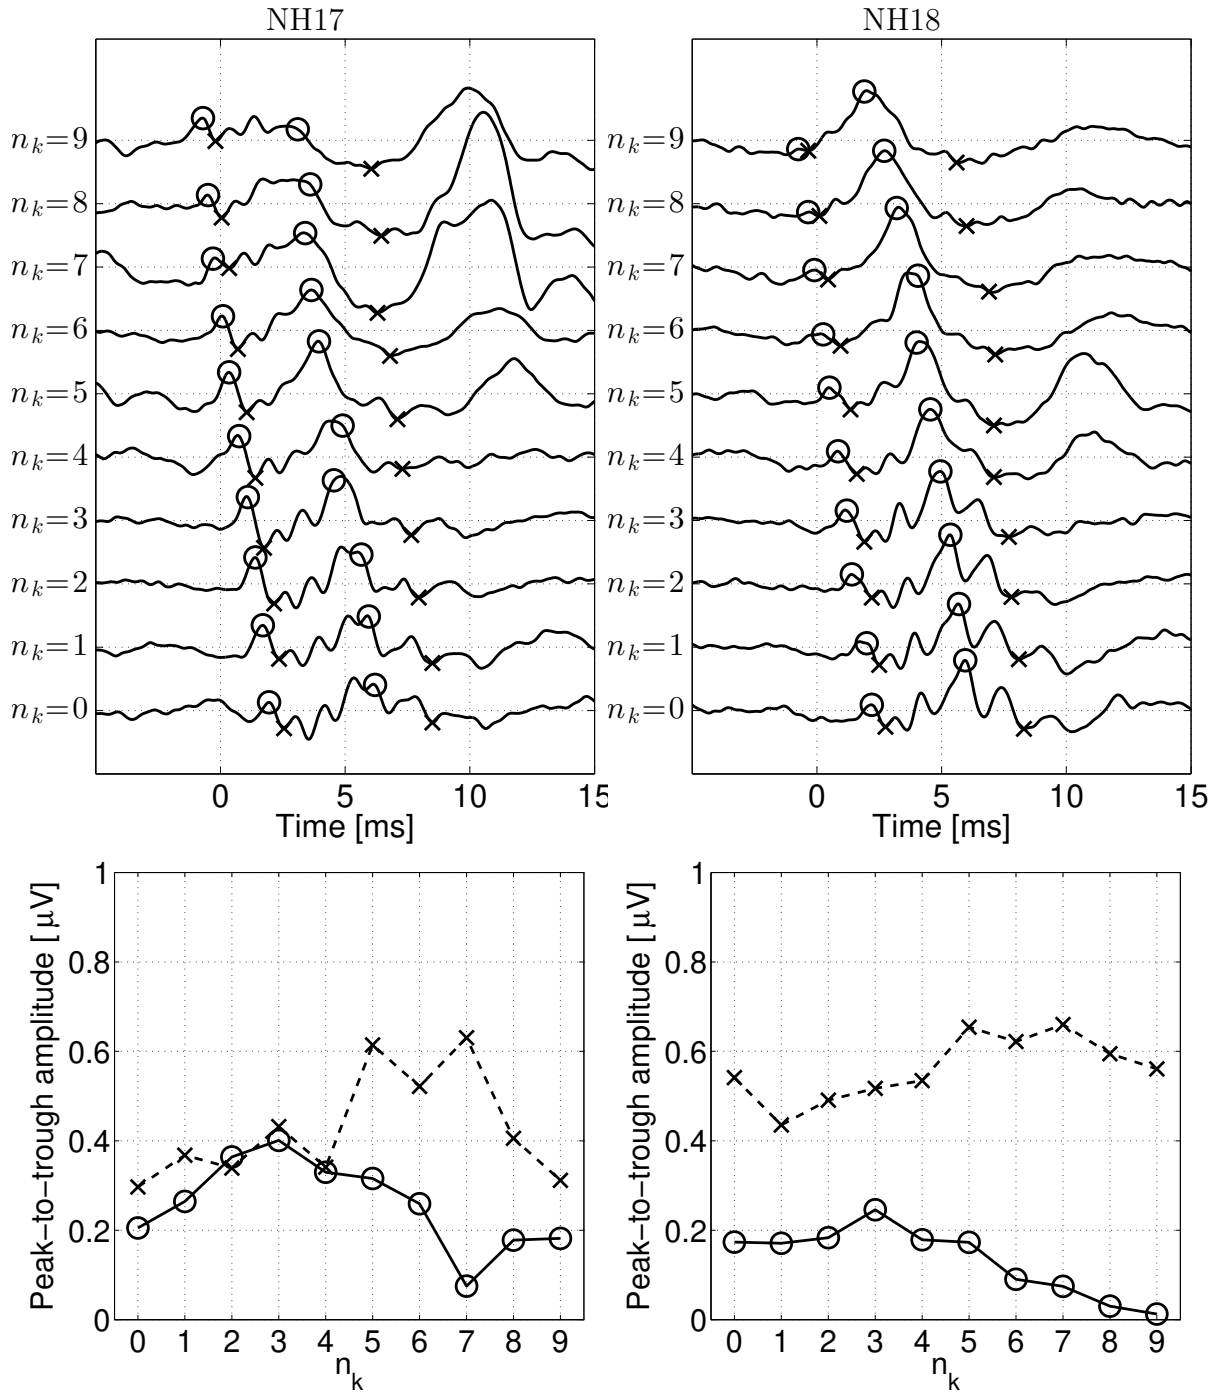 NH17
n_k=9
n_k=8
n_k=7
n_k=6
n_k=5
n_k=4
n_k=3
n_k=2
n_k=1
n_k=0
0 5 10 15
Time [ms]
NH18
n_k=9
n_k=8
n_k=7
n_k=6
n_k=5
n_k=4
n_k=3
n_k=2
n_k=1
n_k=0
0 5 10 15
Time [ms]
Peak−to−trough amplitude [μV]
1
0.8
0.6
0.4
0.2
0
0 1 2 3 4 5 6 7 8 9
n_k
Peak−to−trough amplitude [μV]
1
0.8
0.6
0.4
0.2
0
0 1 2 3 4 5 6 7 8 9
n_k